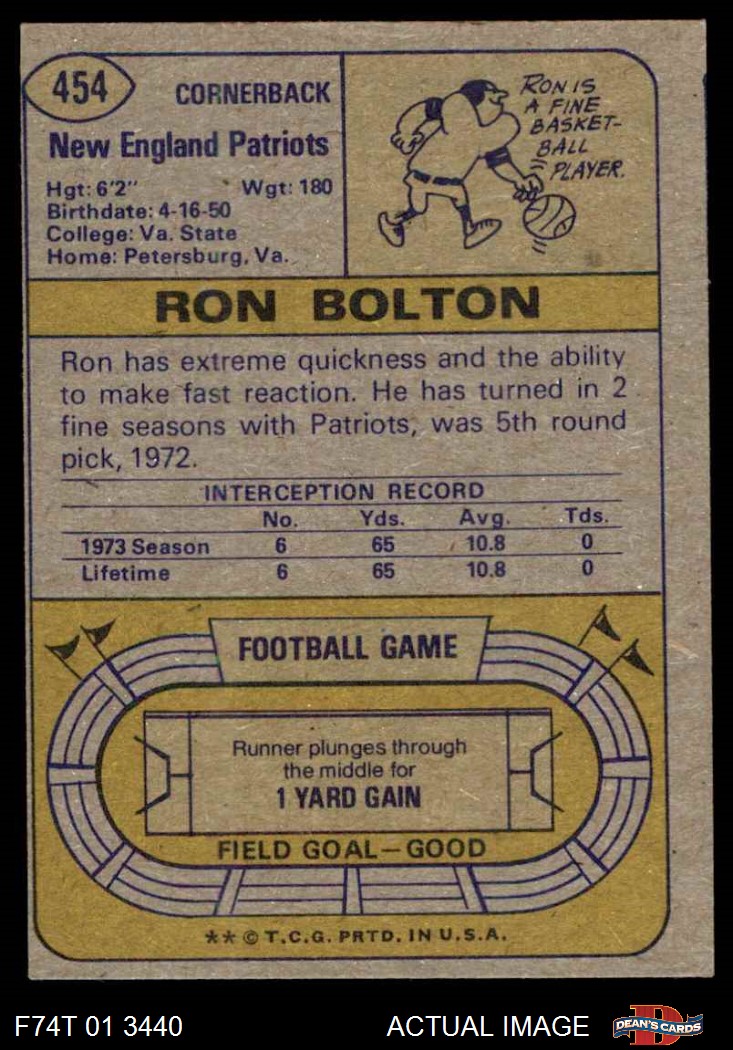 454
CORNERBACK
New England Patriots
Hgt: 6'2" Wgt: 180
Birthdate: 4-16-50
College: Va. State
Home: Petersburg, Va.
RON IS
A FINE
BASKET-
BALL
PLAYER.
RON BOLTON
Ron has extreme quickness and the ability
to make fast reaction. He has turned in 2
fine seasons with Patriots, was 5th round
pick, 1972.
INTERCEPTION RECORD
No. Yds. Avg. Tds.
1973 Season 6 65 10.8 0
Lifetime 6 65 10.8 0
FOOTBALL GAME
Runner plunges through
the middle for
1 YARD GAIN
FIELD GOAL—GOOD
** © T.C.G. PRTD. IN U.S.A.
F74T 01 3440 ACTUAL IMAGE
D
DEAN'S CARDS